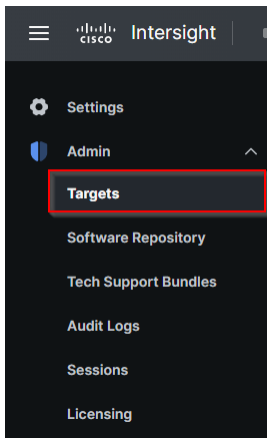 cisco Intersight
Settings
Admin
Targets
Software Repository
Tech Support Bundles
Audit Logs
Sessions
Licensing